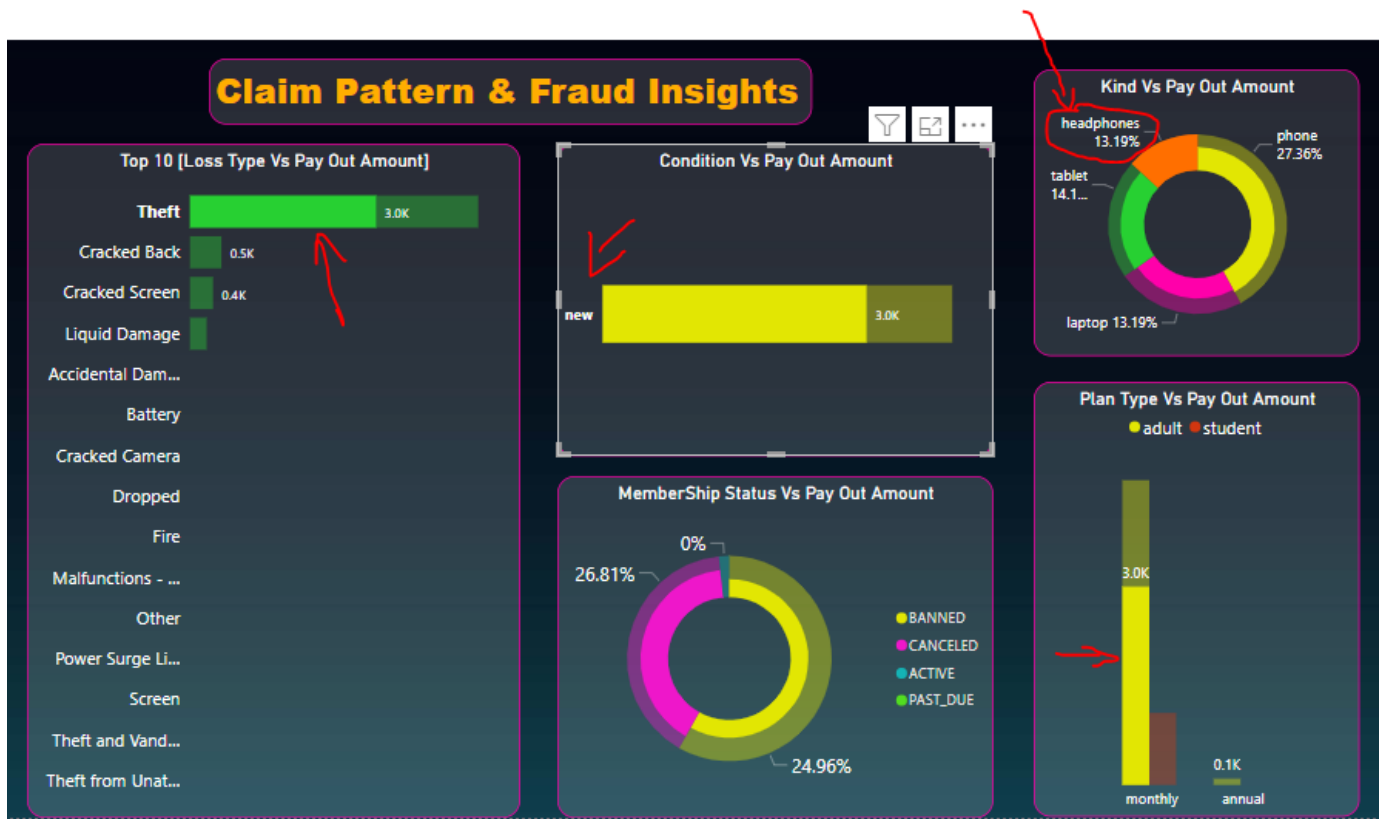 Claim Pattern & Fraud Insights
Top 10 [Loss Type Vs Pay Out Amount]
Theft
3.0K
Cracked Back
0.5K
Cracked Screen
0.4K
Liquid Damage
Accidental Dam...
Battery
Cracked Camera
Dropped
Fire
Malfunctions - ...
Other
Power Surge Li...
Screen
Theft and Vand...
Theft from Unat...
Condition Vs Pay Out Amount
new
3.0K
MemberShip Status Vs Pay Out Amount
0%
26.81%
24.96%
BANNED
CANCELED
ACTIVE
PAST_DUE
Kind Vs Pay Out Amount
headphones
13.19%
phone
27.36%
tablet
14.1...
laptop 13.19%
Plan Type Vs Pay Out Amount
adult
student
3.0K
0.1K
monthly
annual